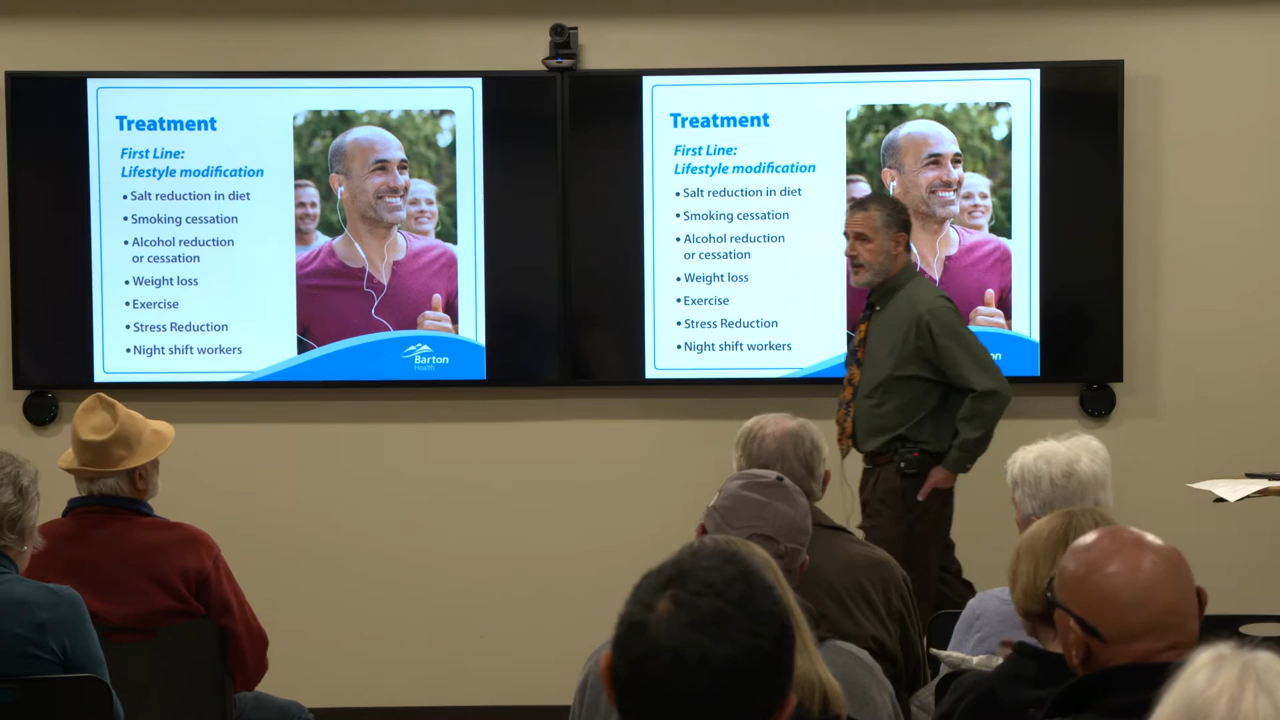 Treatment
First Line:
Lifestyle modification
• Salt reduction in diet
• Smoking cessation
• Alcohol reduction
or cessation
• Weight loss
• Exercise
• Stress Reduction
• Night shift workers
Barton
Health
Treatment
First Line:
Lifestyle modification
• Salt reduction in diet
• Smoking cessation
• Alcohol reduction
or cessation
• Weight loss
• Exercise
• Stress Reduction
• Night shift workers
on